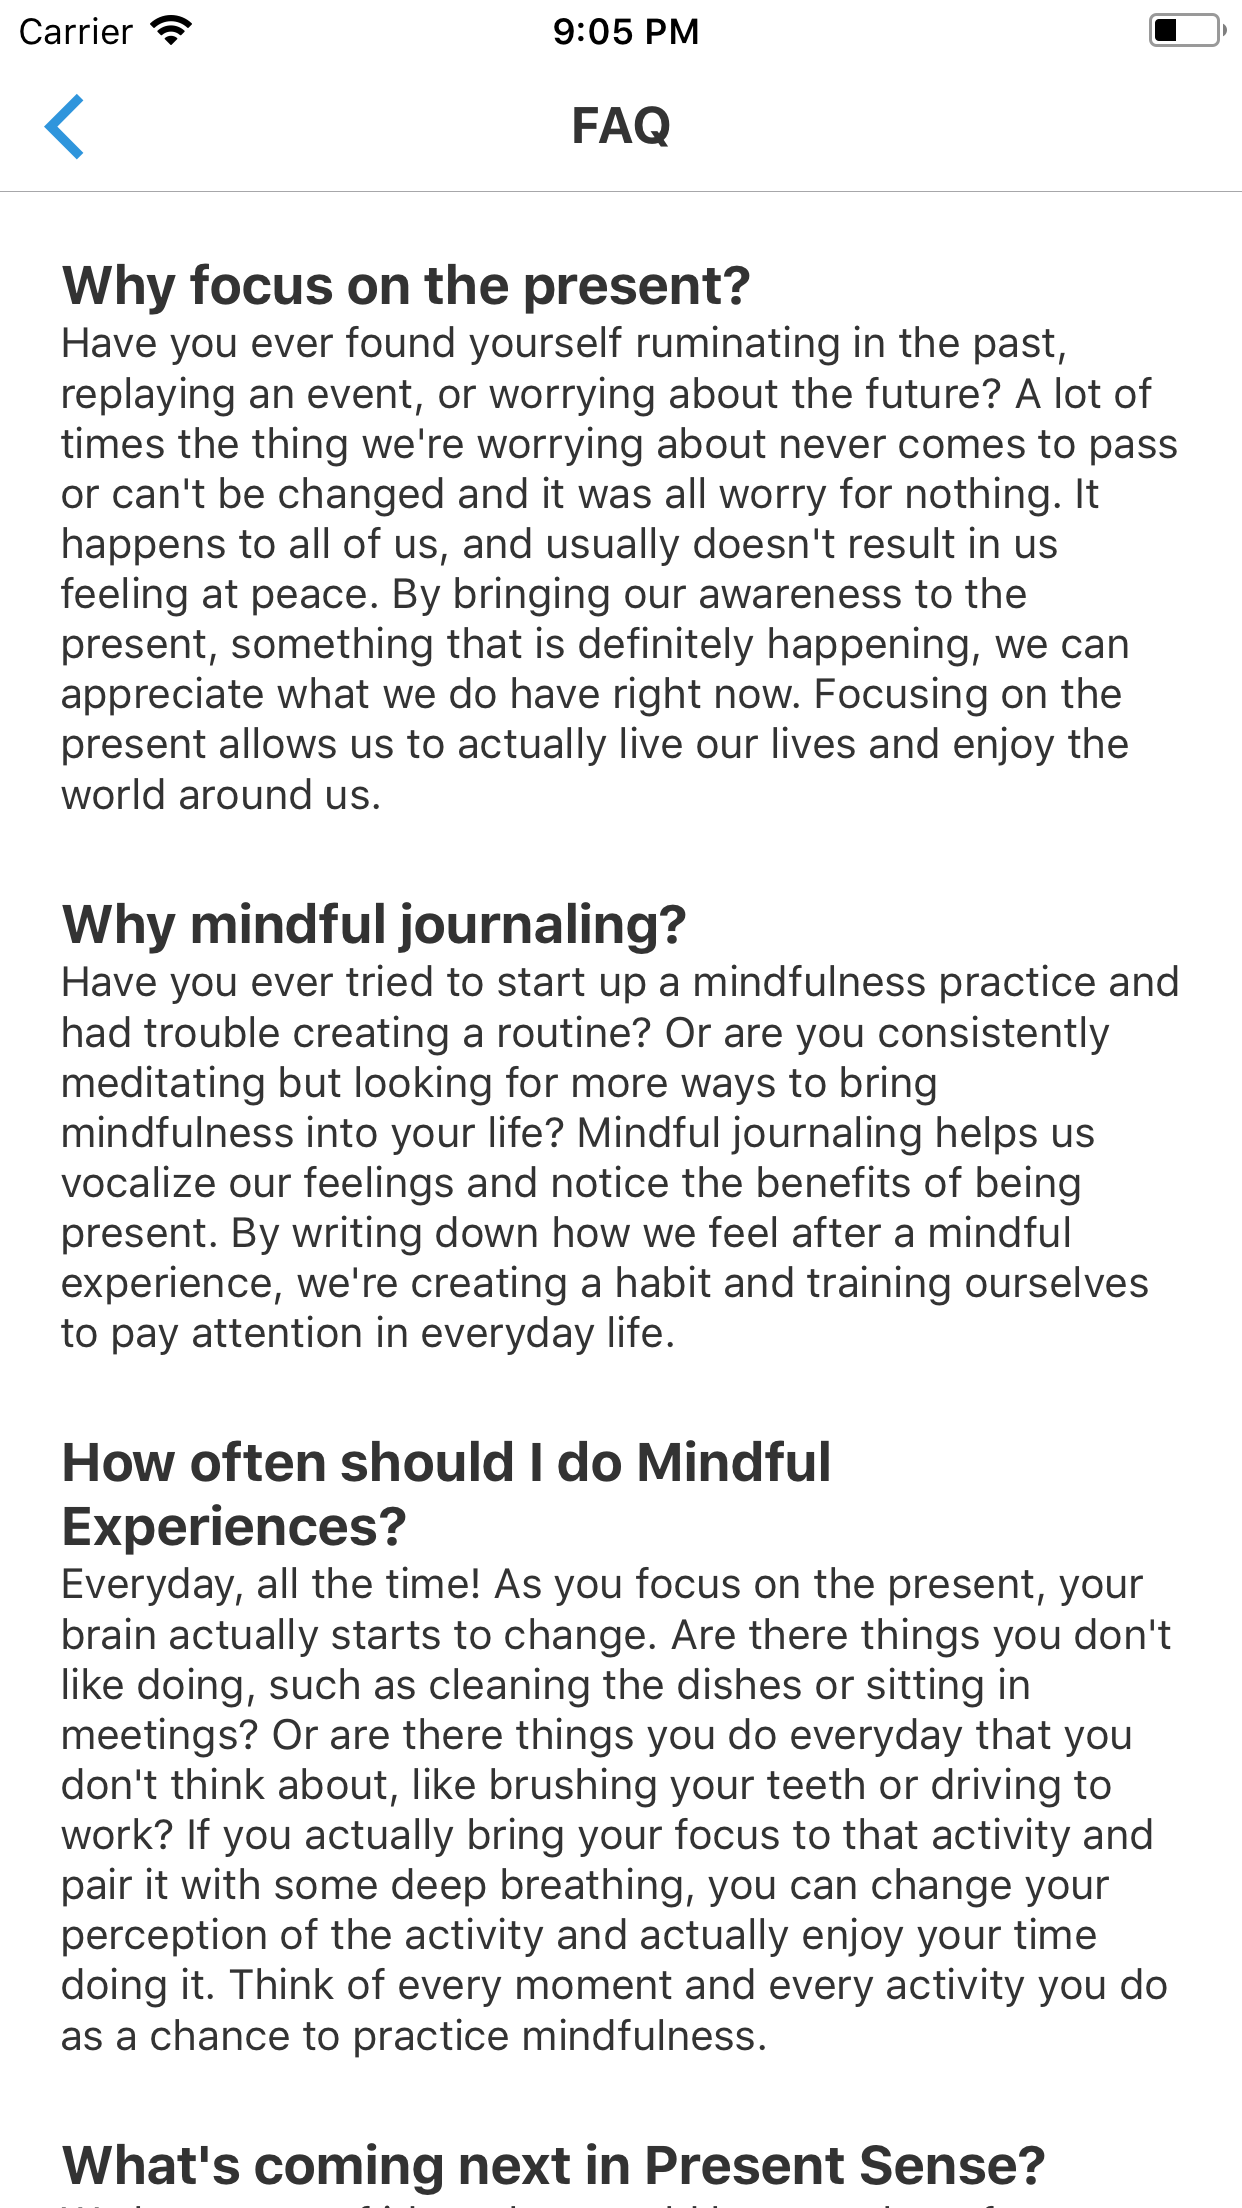 Carrier 9:05 PM
FAQ
Why focus on the present?
Have you ever found yourself ruminating in the past,
replaying an event, or worrying about the future? A lot of
times the thing we're worrying about never comes to pass
or can't be changed and it was all worry for nothing. It
happens to all of us, and usually doesn't result in us
feeling at peace. By bringing our awareness to the
present, something that is definitely happening, we can
appreciate what we do have right now. Focusing on the
present allows us to actually live our lives and enjoy the
world around us.
Why mindful journaling?
Have you ever tried to start up a mindfulness practice and
had trouble creating a routine? Or are you consistently
meditating but looking for more ways to bring
mindfulness into your life? Mindful journaling helps us
vocalize our feelings and notice the benefits of being
present. By writing down how we feel after a mindful
experience, we're creating a habit and training ourselves
to pay attention in everyday life.
How often should I do Mindful
Experiences?
Everyday, all the time! As you focus on the present, your
brain actually starts to change. Are there things you don't
like doing, such as cleaning the dishes or sitting in
meetings? Or are there things you do everyday that you
don't think about, like brushing your teeth or driving to
work? If you actually bring your focus to that activity and
pair it with some deep breathing, you can change your
perception of the activity and actually enjoy your time
doing it. Think of every moment and every activity you do
as a chance to practice mindfulness.
What's coming next in Present Sense?